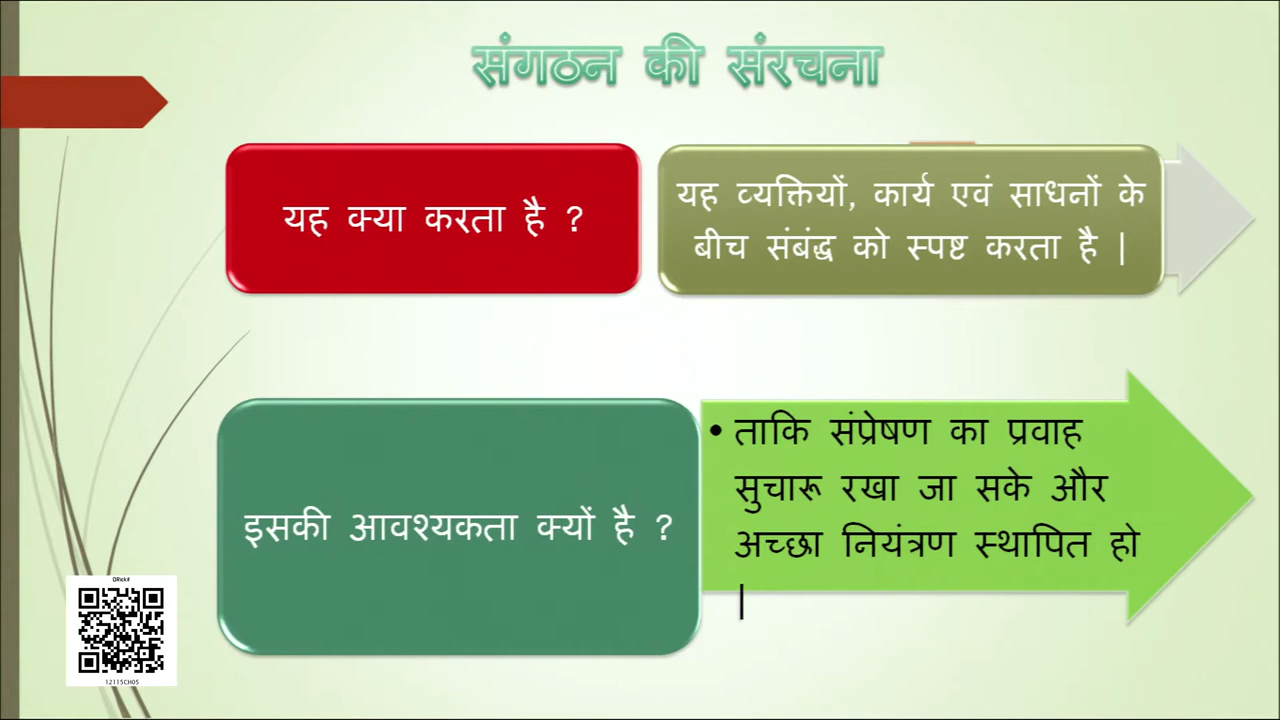 संगठन की संरचना
यह क्या करता है ?
यह व्यक्तियों, कार्य एवं साधनों के
बीच संबंद्ध को स्पष्ट करता है |
इसकी आवश्यकता क्यों है ?
• ताकि संप्रेषण का प्रवाह
सुचारू रखा जा सके और
अच्छा नियंत्रण स्थापित हो
|
QRickit
12115CH05